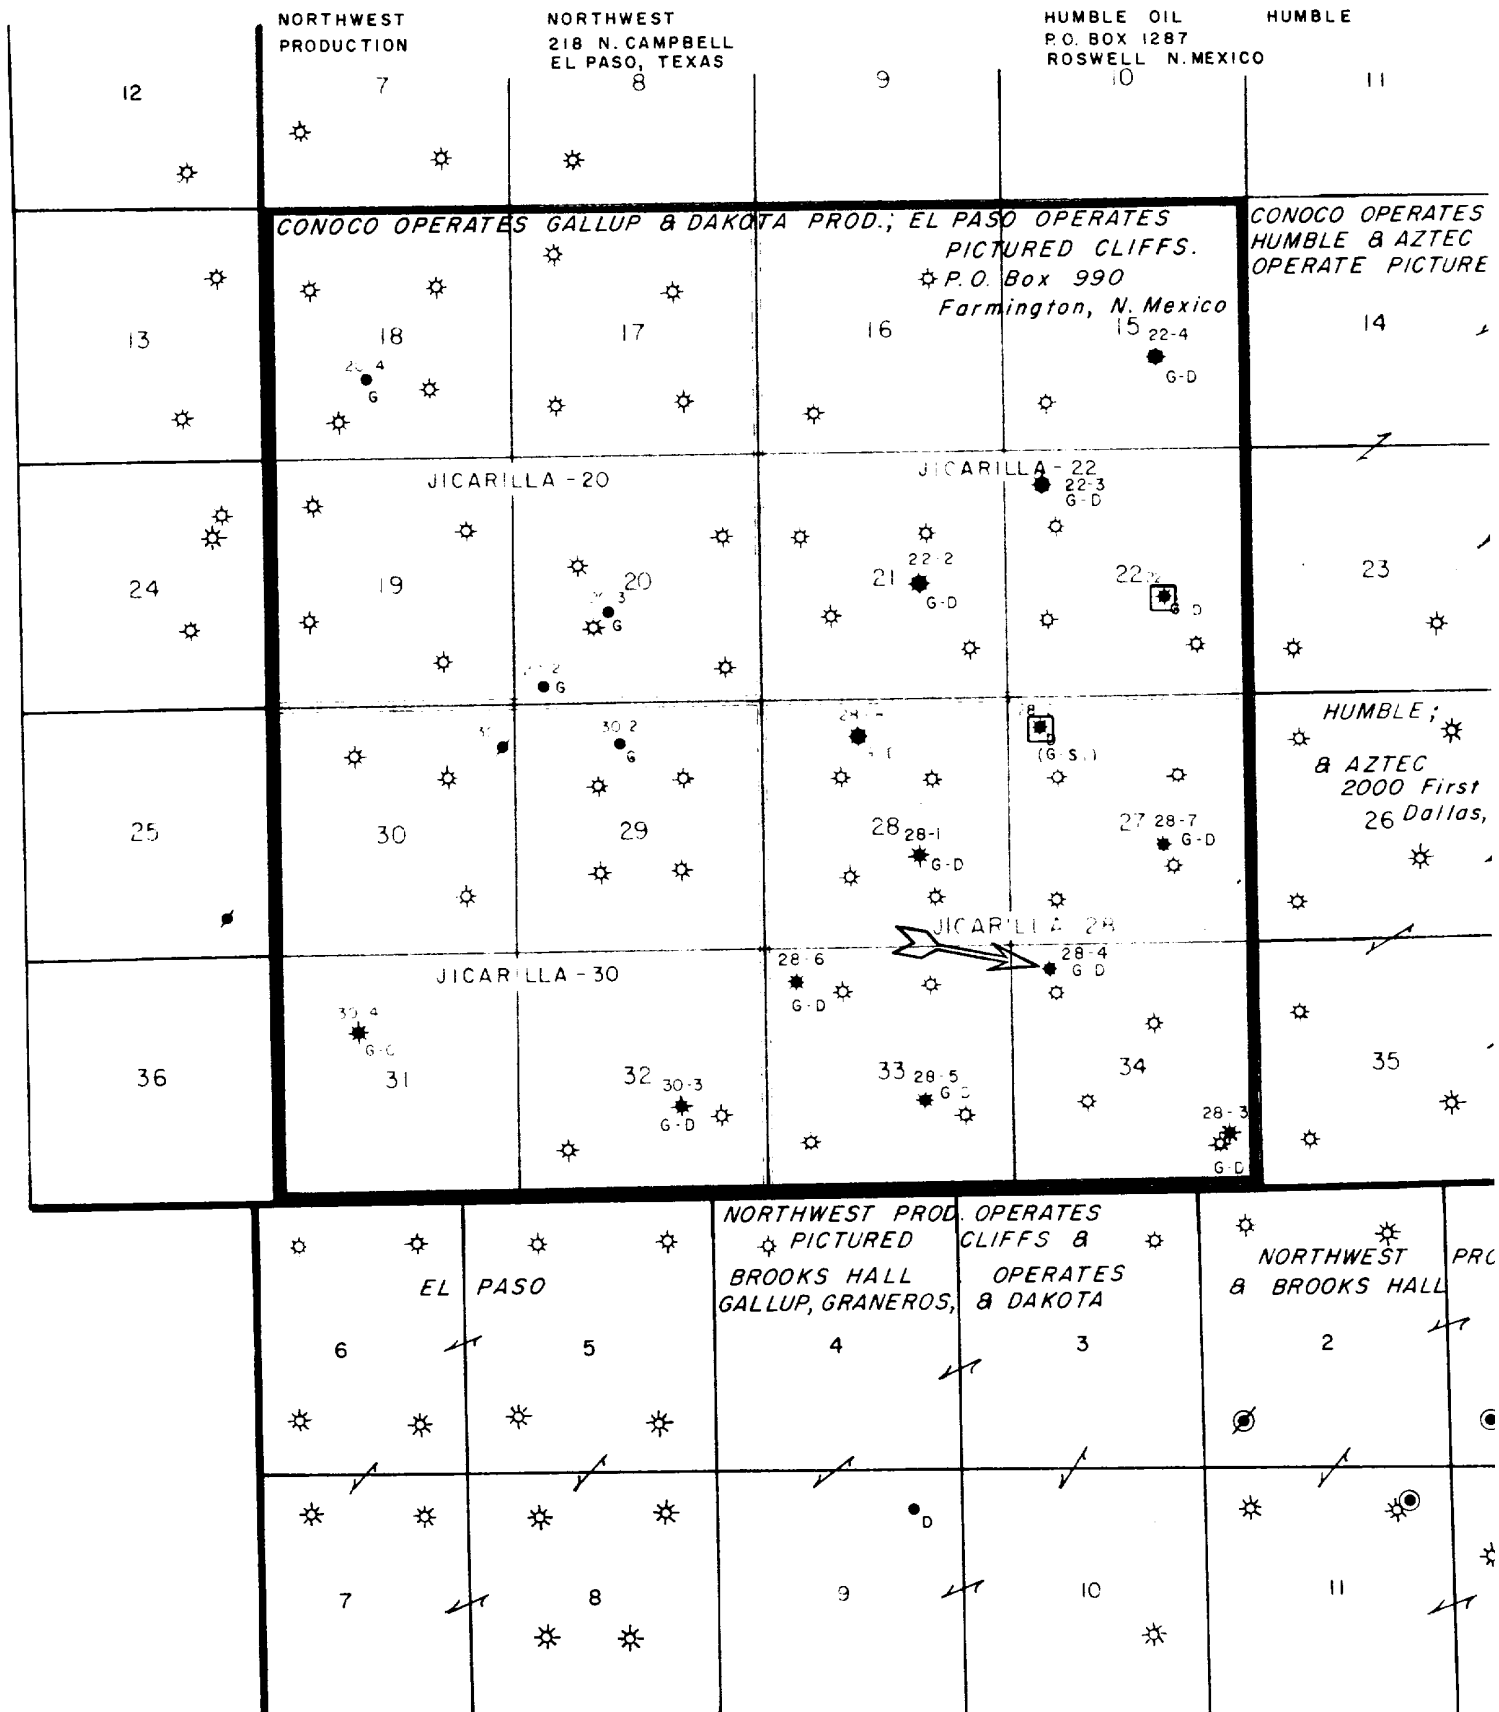 NORTHWEST
PRODUCTION
NORTHWEST
218 N. CAMPBELL
EL PASO, TEXAS
HUMBLE OIL
P.O. BOX 1287
ROSWELL N. MEXICO
HUMBLE
12
7
8
9
10
11
CONOCO OPERATES GALLUP & DAKOTA PROD.; EL PASO OPERATES
PICTURED CLIFFS.
P.O. Box 990
Farmington, N. Mexico
CONOCO OPERATES
HUMBLE & AZTEC
OPERATE PICTURE
13
18
17
16
15
22-4
G-D
14
G
JICARILLA-20
JICARILLA-22
22-3
G-D
24
19
20
G
21
22-2
G-D
22
23
G
25
30
30-2
G
29
28
28-1
G-D
D
27
28-7
G-D
HUMBLE;
& AZTEC
2000 First
Dallas,
26
JICARILLA 28
JICARILLA-30
28-6
G-D
28-4
G D
36
30-4
31
32
30-3
G-D
33
28-5
34
28-3
G-D
35
NORTHWEST PROD. OPERATES
PICTURED CLIFFS &
BROOKS HALL OPERATES
GALLUP, GRANEROS, & DAKOTA
EL PASO
NORTHWEST PRO
& BROOKS HALL
6
5
4
3
2
D
7
8
9
10
11